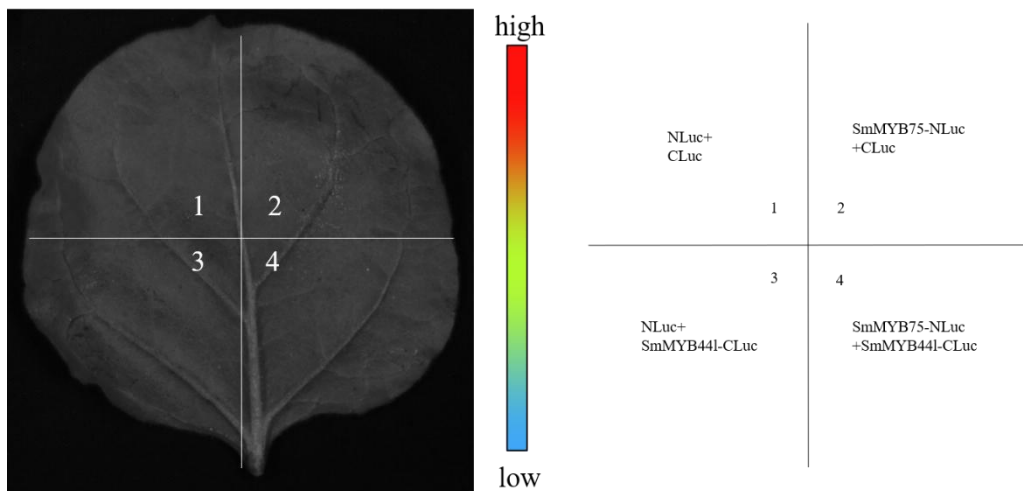 high
1
2
3
4
low
NLuc+
CLuc
SmMYB75-NLuc
+CLuc
1
2
3
4
NLuc+
SmMYB44l-CLuc
SmMYB75-NLuc
+SmMYB44l-CLuc